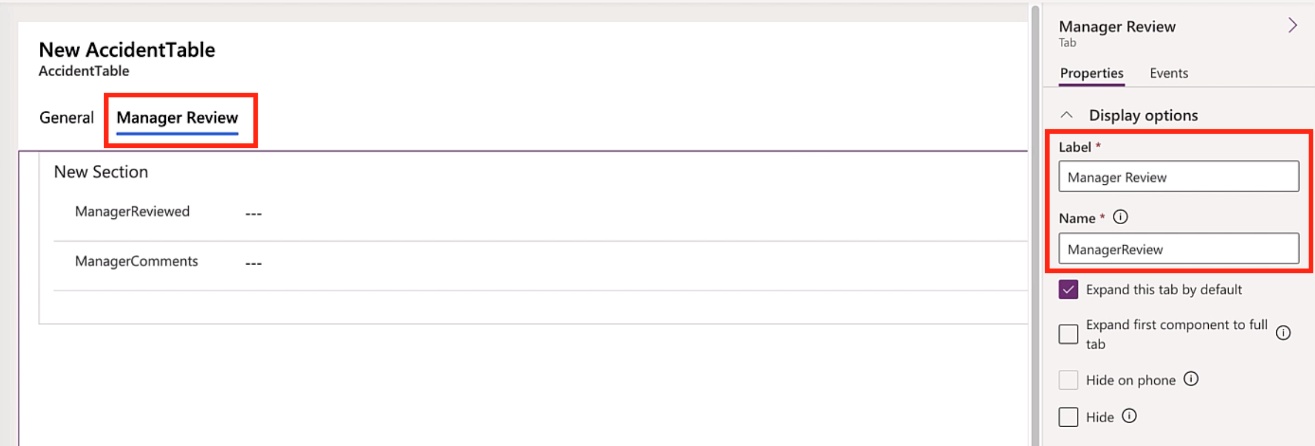 New AccidentTable
AccidentTable
General Manager Review
New Section
ManagerReviewed ---
ManagerComments ---
Manager Review
Tab
Properties Events
Display options
Label *
Manager Review
Name *
ManagerReview
Expand this tab by default
Expand first component to full
tab
Hide on phone
Hide